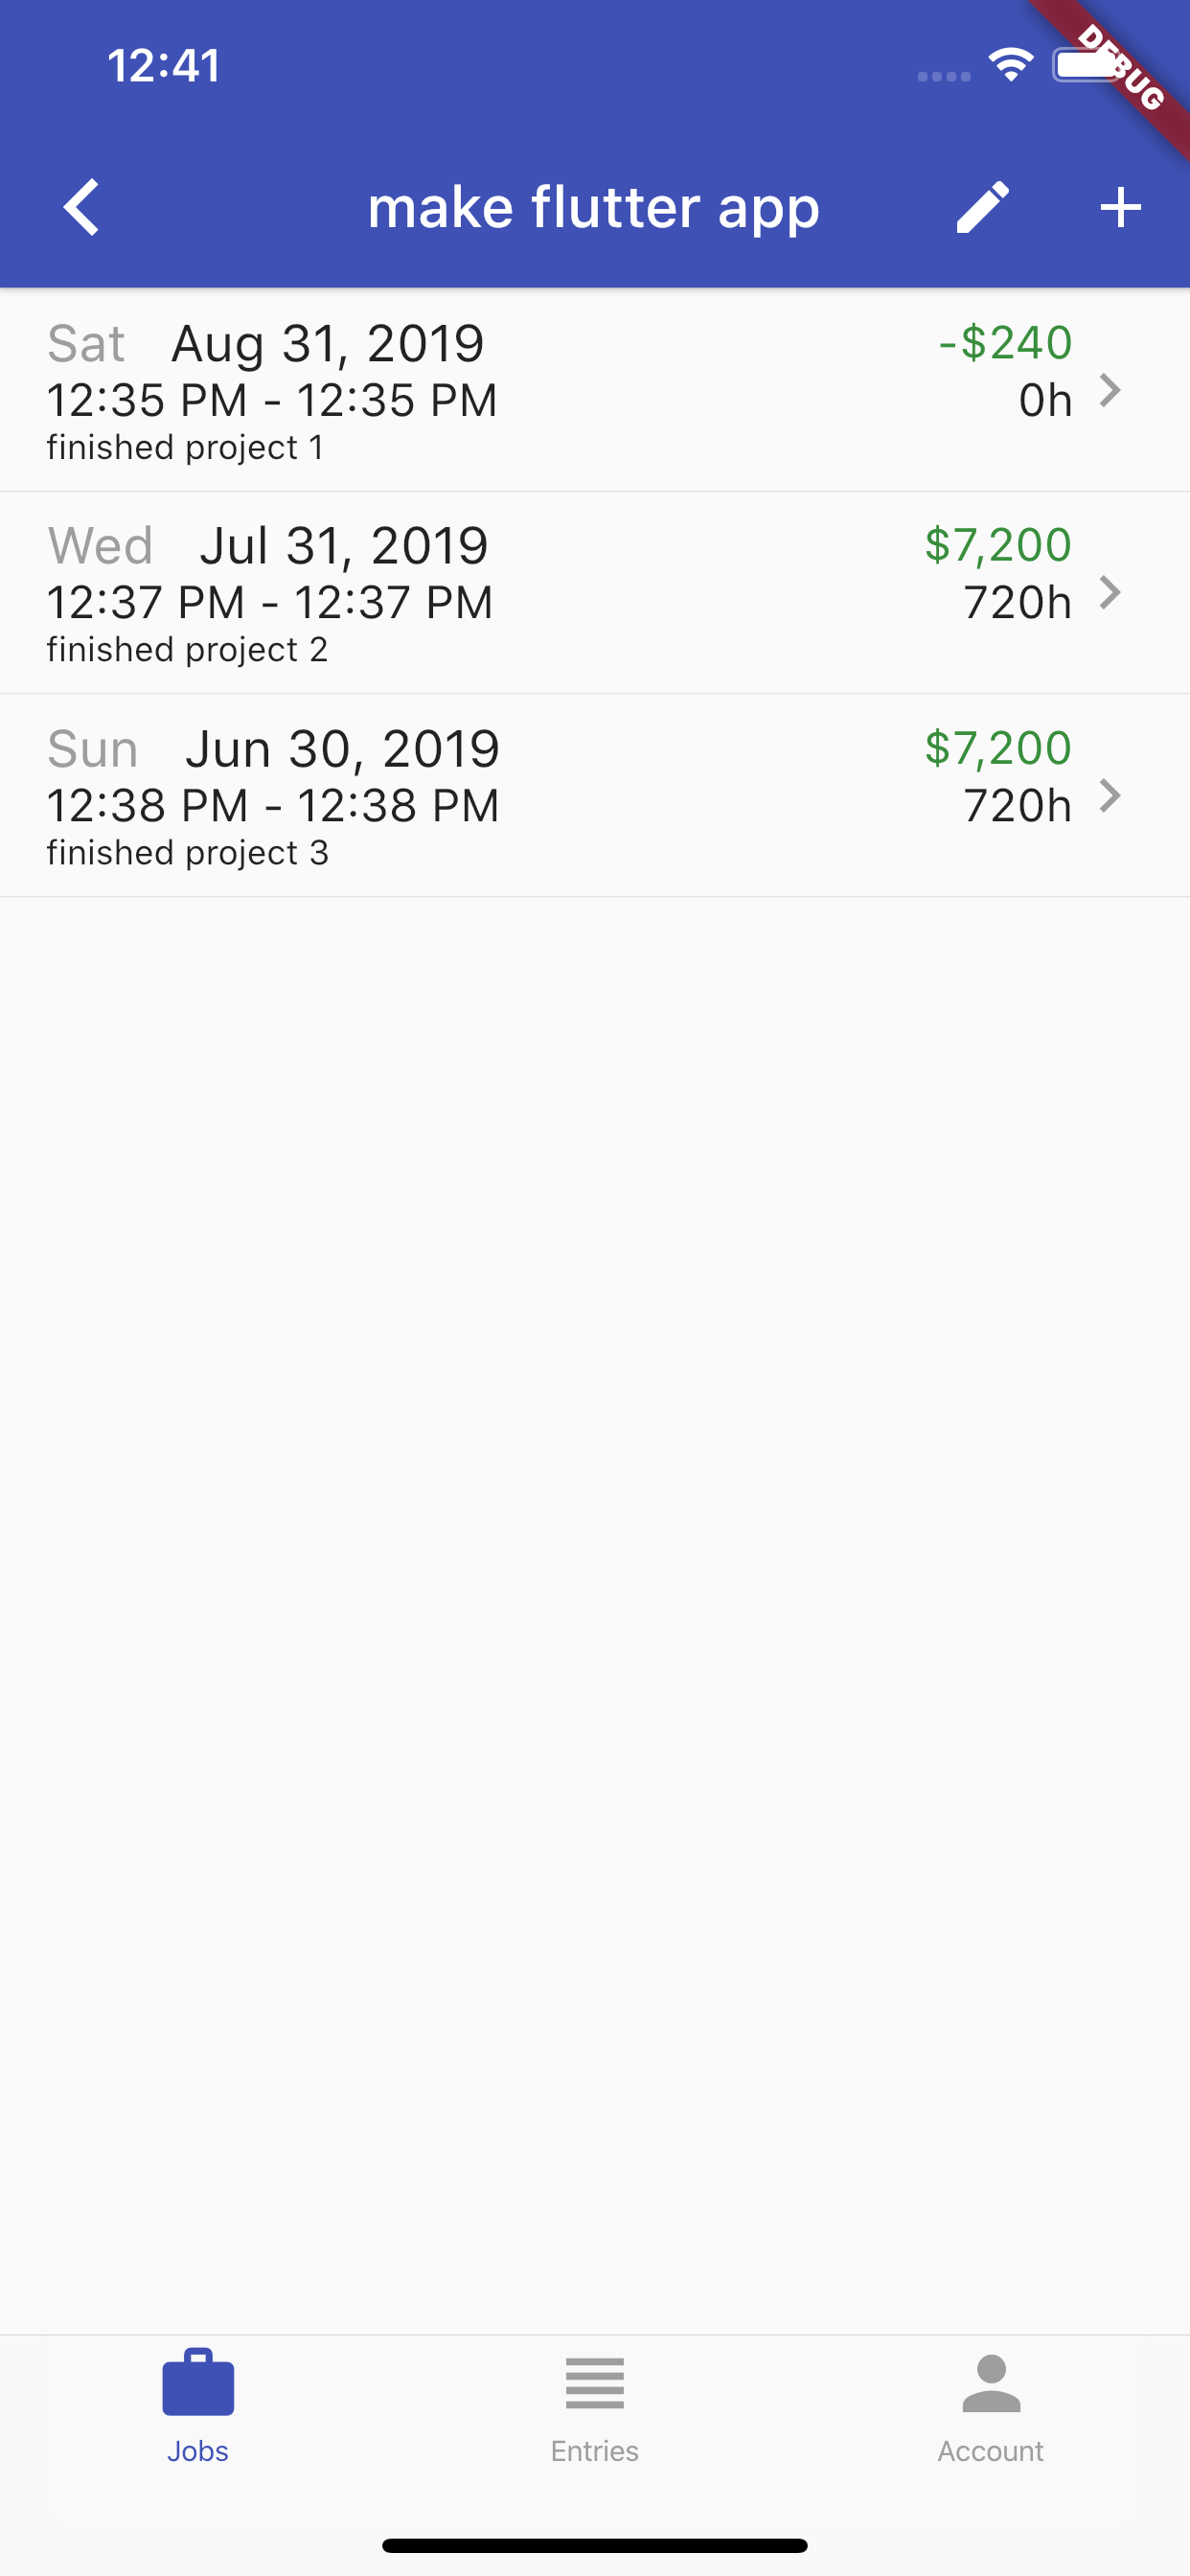 12:41
DEBUG
make flutter app
Sat Aug 31, 2019 -$240
12:35 PM - 12:35 PM 0h
finished project 1
Wed Jul 31, 2019 $7,200
12:37 PM - 12:37 PM 720h
finished project 2
Sun Jun 30, 2019 $7,200
12:38 PM - 12:38 PM 720h
finished project 3
Jobs Entries Account